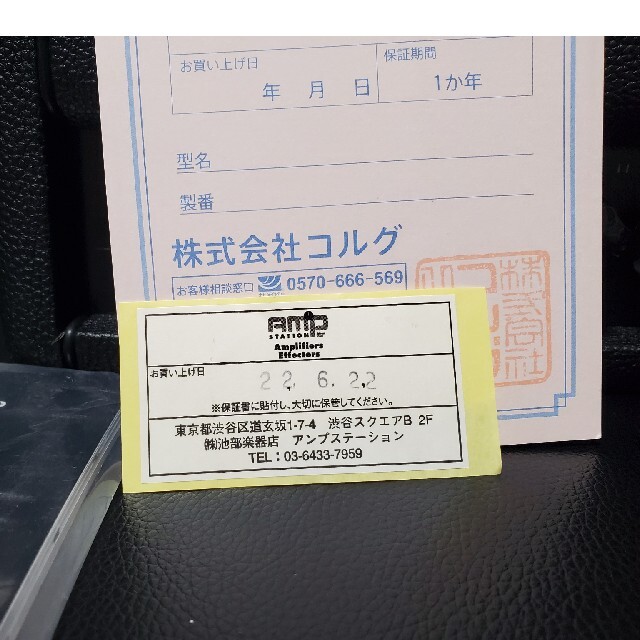 お買い上げ日
保証期間
年 月 日
1か年
型名
製番
株式会社コルグ
お客様相談窓口 0570-666-569
株式会社
AMP
STATION
Amplifiers
Effectors
お買い上げ日
22. 6. 22
※保証書に貼付し、大切に保管してください。
東京都渋谷区道玄坂1-7-4 渋谷スクエアB 2F
㈱池部楽器店 アンプステーション
TEL：03-6433-7959